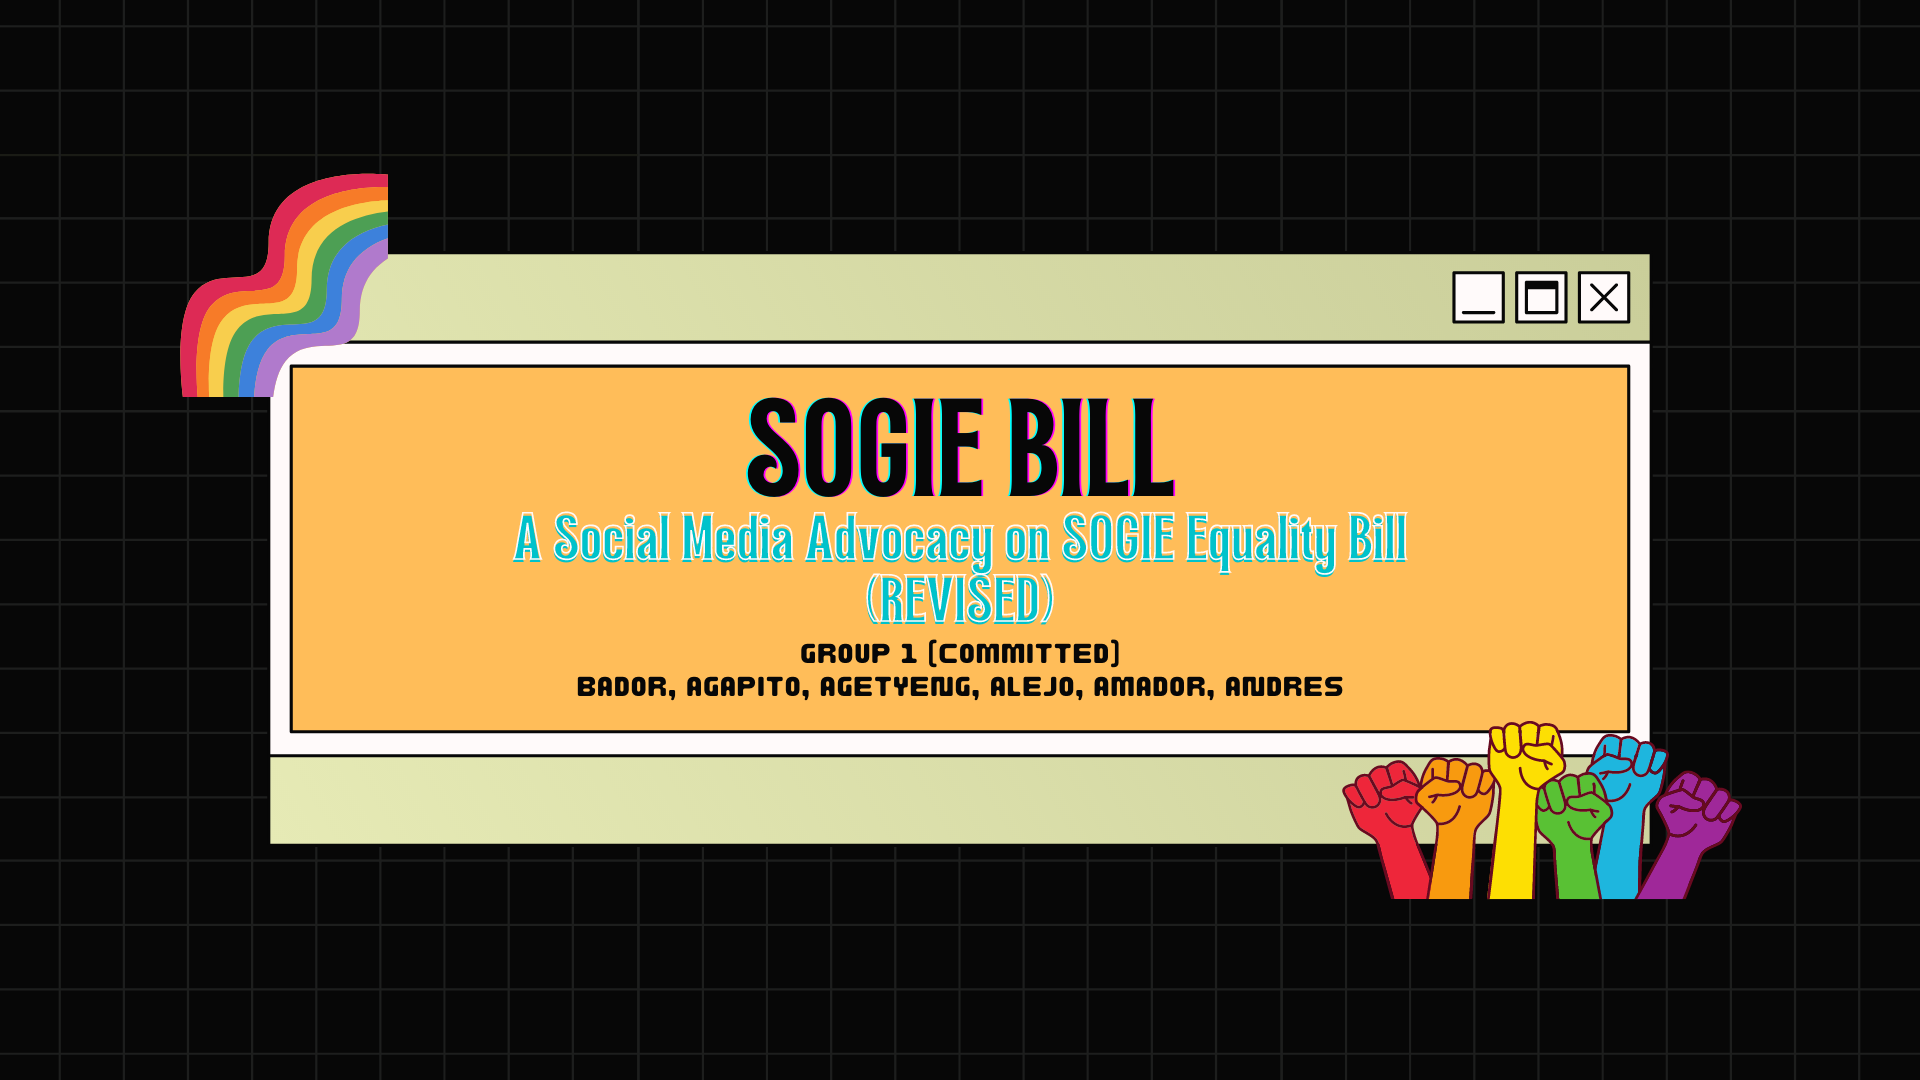 SOGIE BILL
A Social Media Advocacy on SOGIE Equality Bill
(REVISED)
GROUP 1 (COMMITTED)
BADOR, AGAPITO, AGETYENG, ALEJO, AMADOR, ANDRES